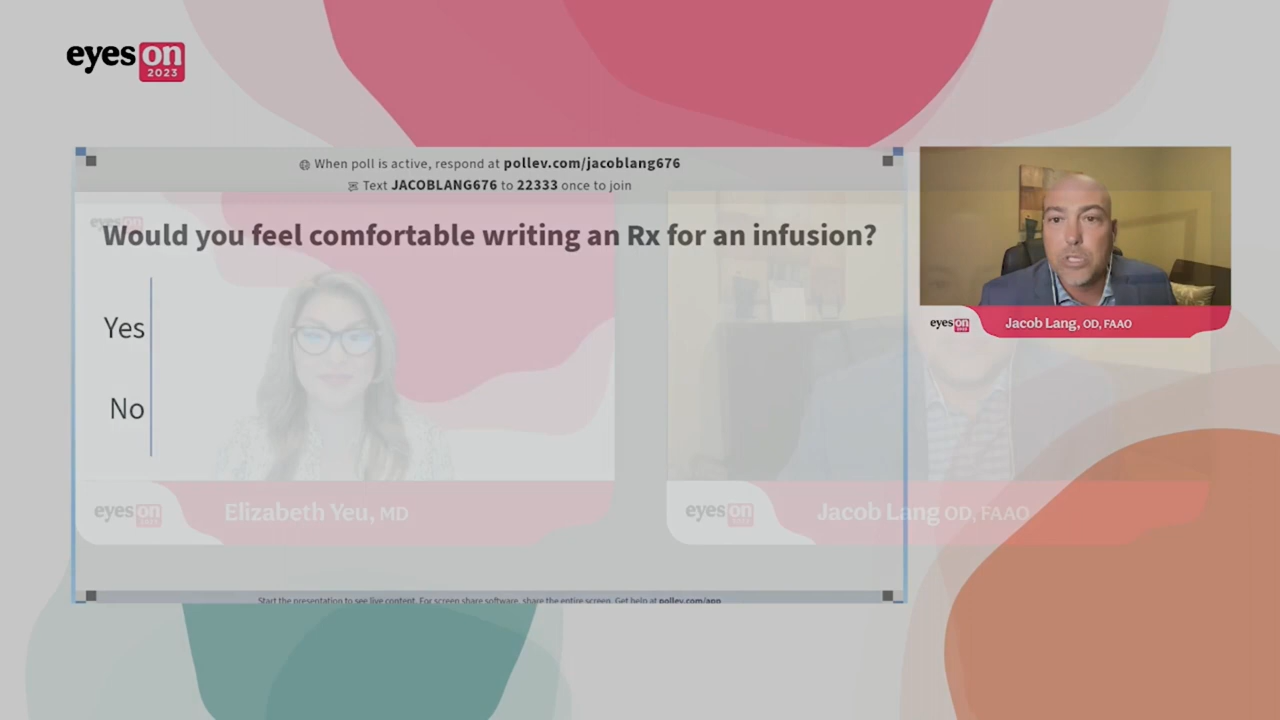 eyes on
2023
When poll is active, respond at pollev.com/jacoblang676
Text JACOBLANG676 to 22333 once to join
eyes on
Would you feel comfortable writing an Rx for an infusion?
Yes
No
eyes on
2023
Jacob Lang, OD, FAAO
eyes on
Elizabeth Yeu, MD
eyes on
Jacob Lang OD, FAAO
Start the presentation to see live content. For screen share software, share the entire screen. Get help at pollev.com/app